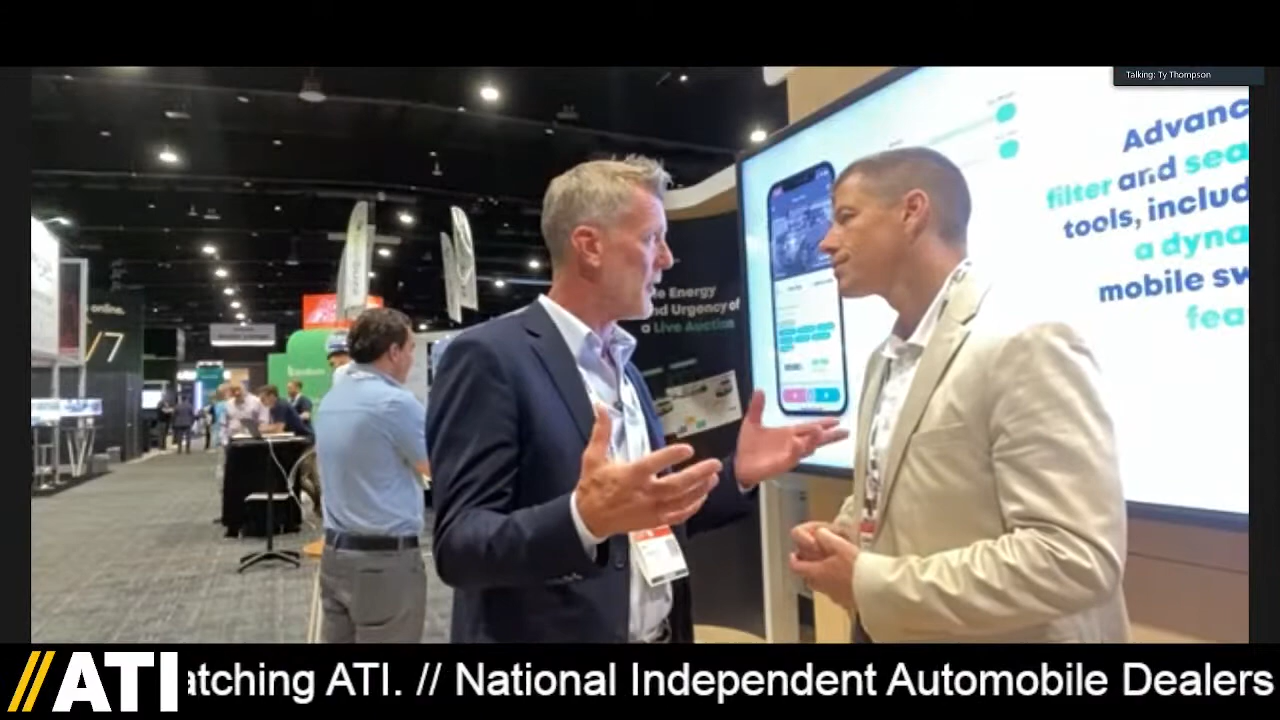 Talking: Ty Thompson
Advanc
filter and sea
tools, includ
a dyna
mobile sw
fea
Energy
nd Urgency of
a Live Auction
online.
/7
//ATI
atching ATI. // National Independent Automobile Dealers